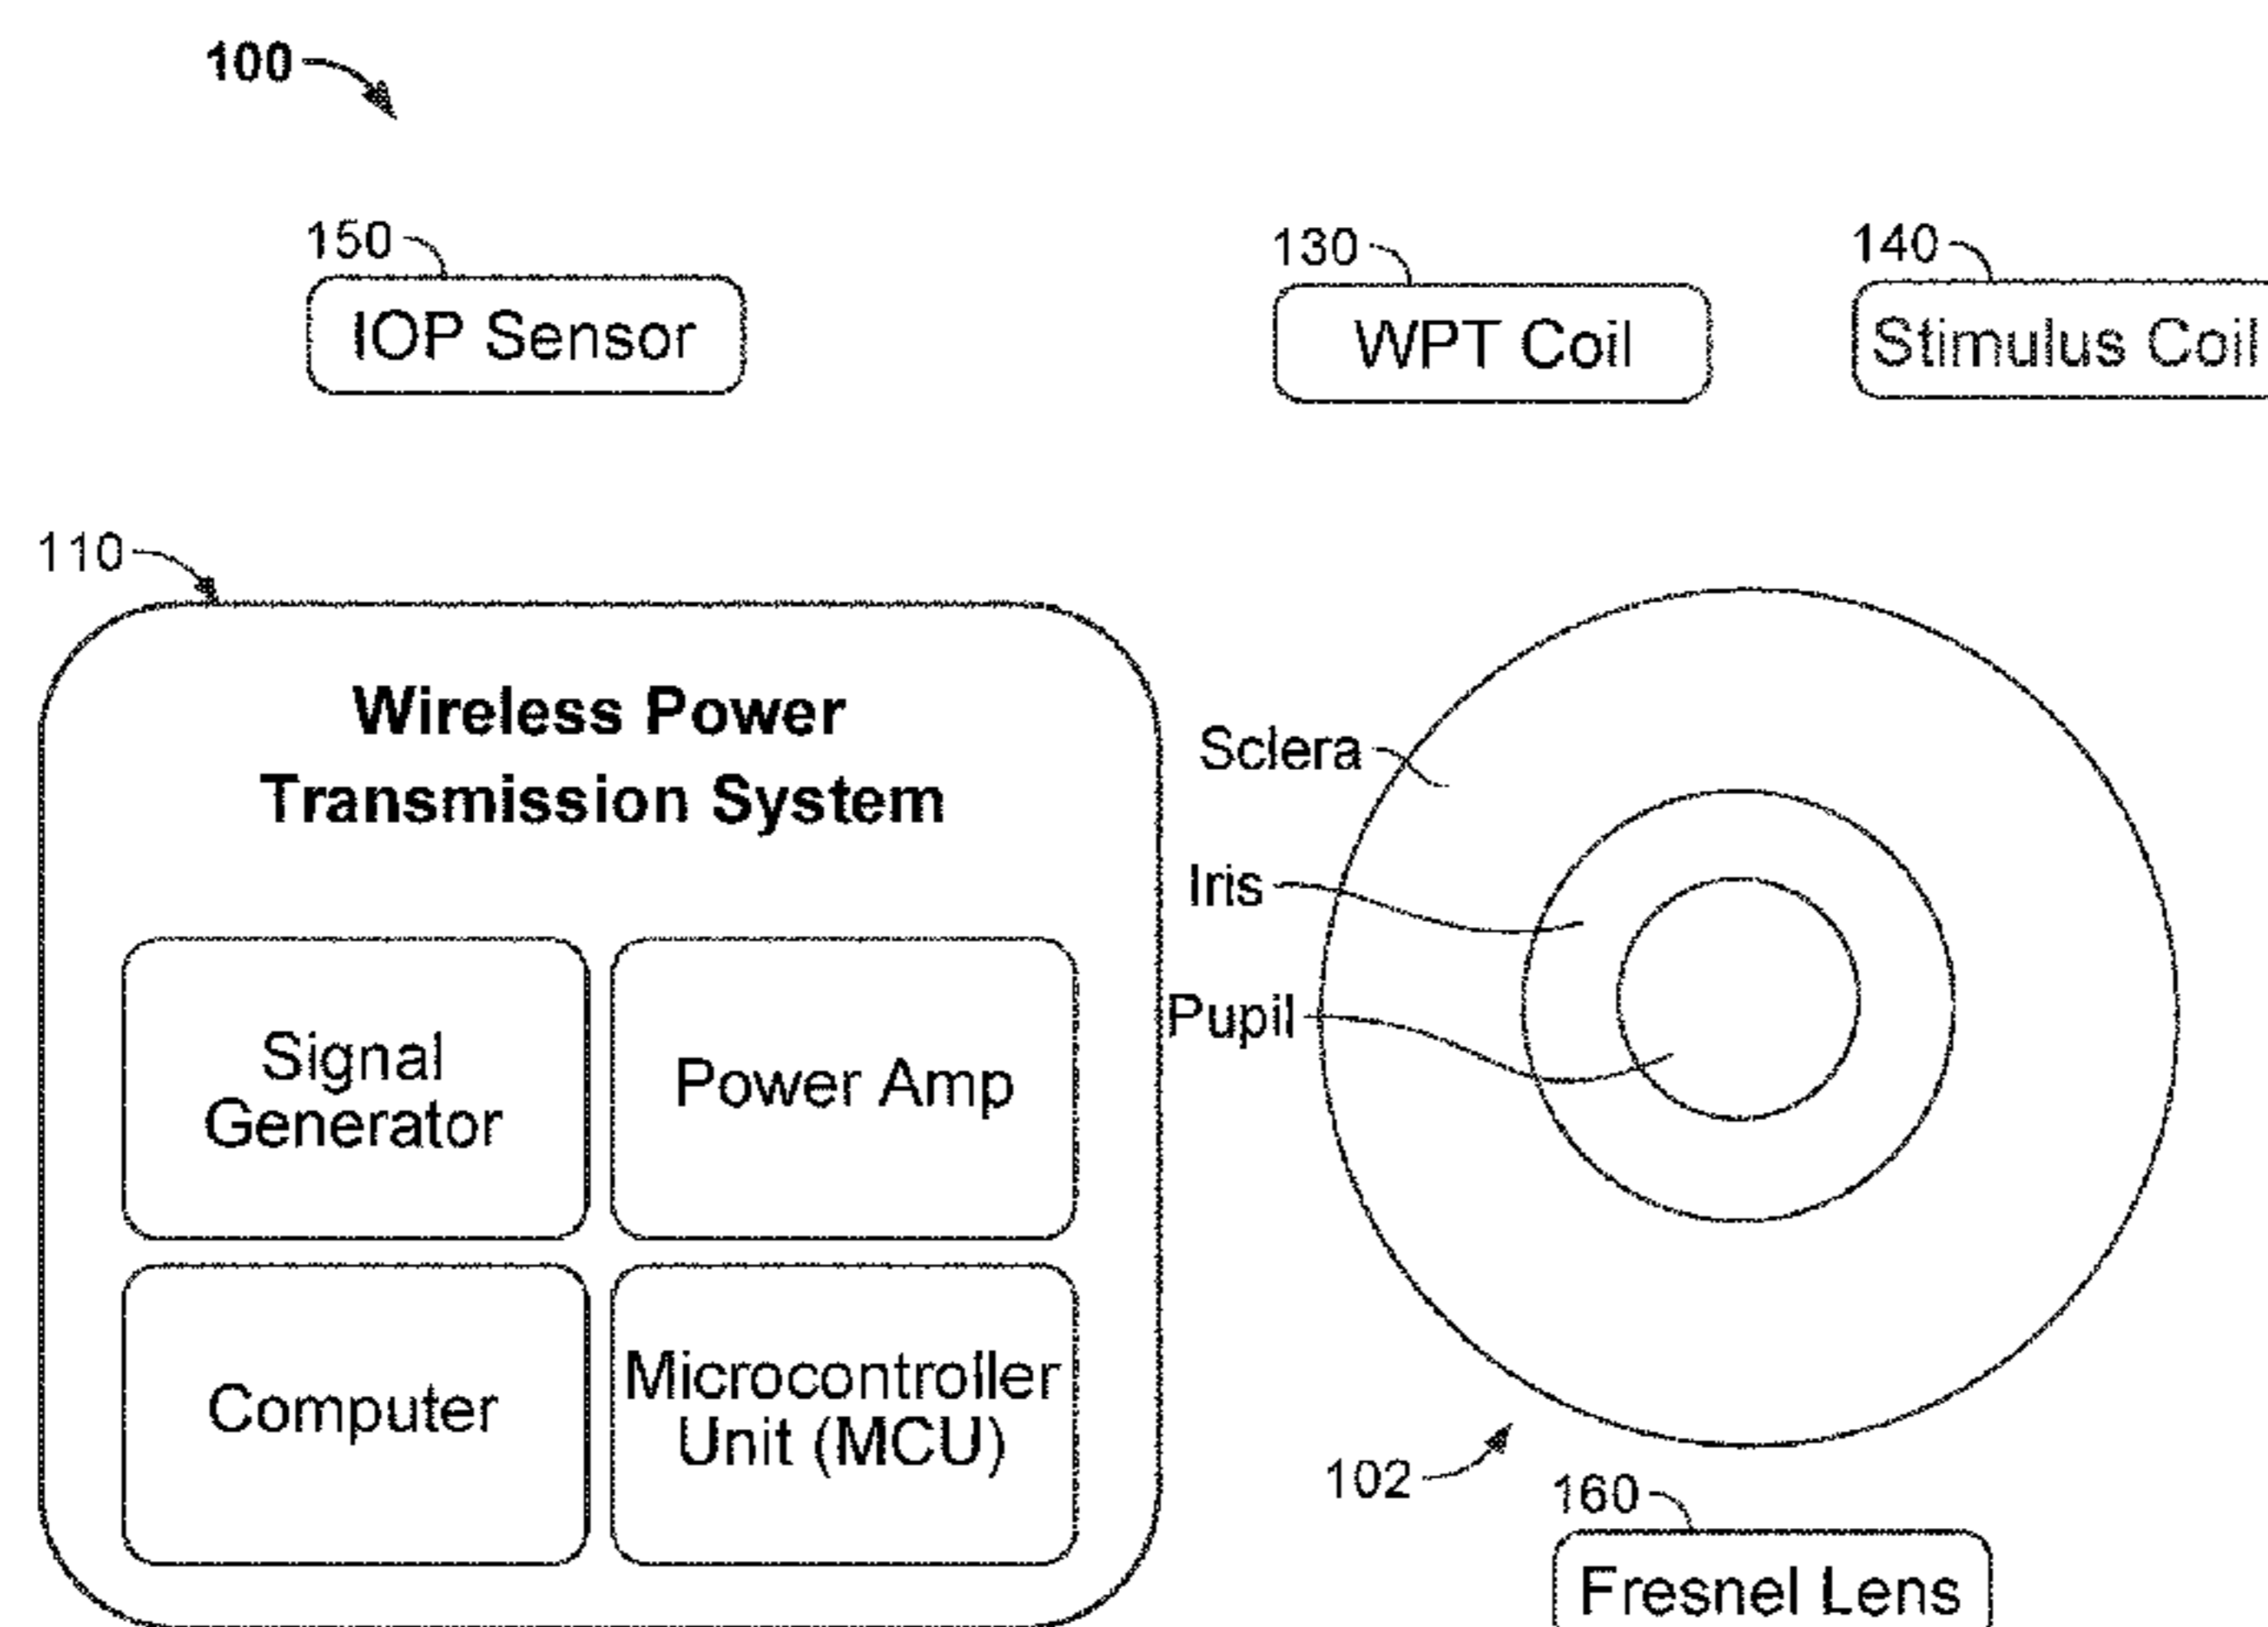 100
150
IOP Sensor
130
WPT Coil
140
Stimulus Coil
110
Wireless Power
Transmission System
Signal
Generator
Power Amp
Computer
Microcontroller
Unit (MCU)
Sclera
Iris
Pupil
102
160
Fresnel Lens